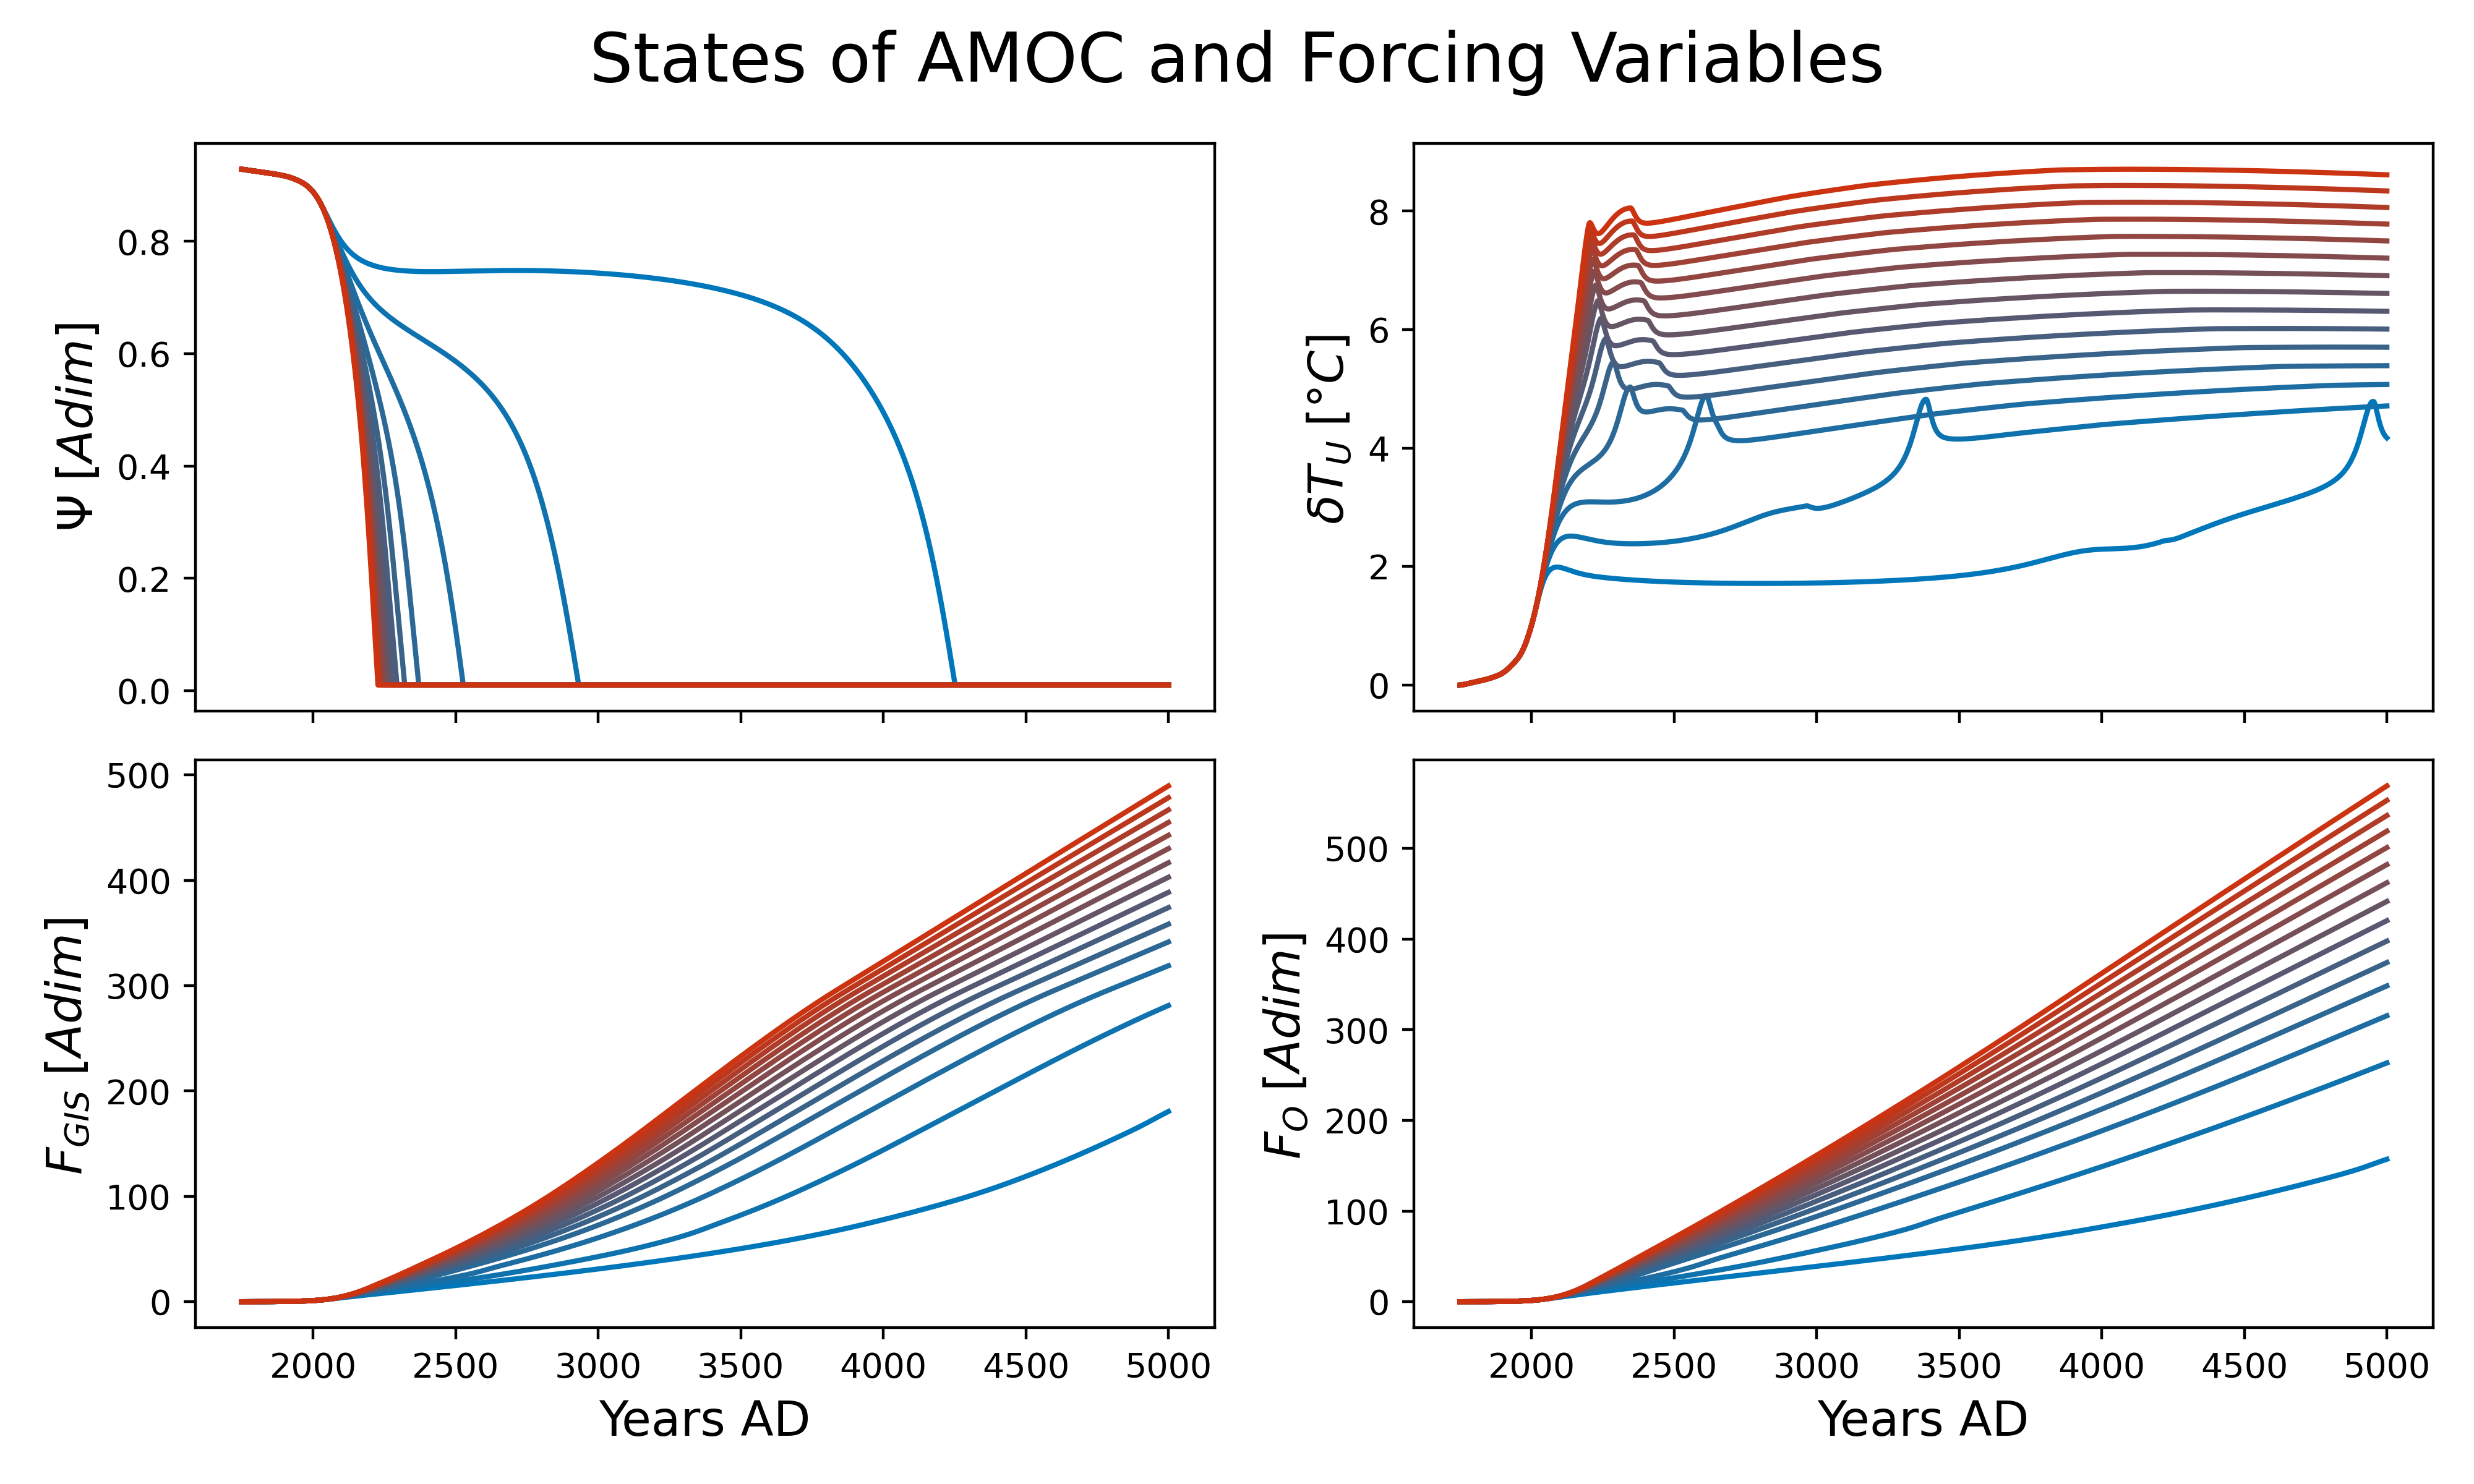 States of AMOC and Forcing Variables
Ψ [Adim]
0.8
0.6
0.4
0.2
0.0
δT_U [°C]
8
6
4
2
0
F_GIS [Adim]
500
400
300
200
100
0
2000 2500 3000 3500 4000 4500 5000
Years AD
F_O [Adim]
500
400
300
200
100
0
2000 2500 3000 3500 4000 4500 5000
Years AD